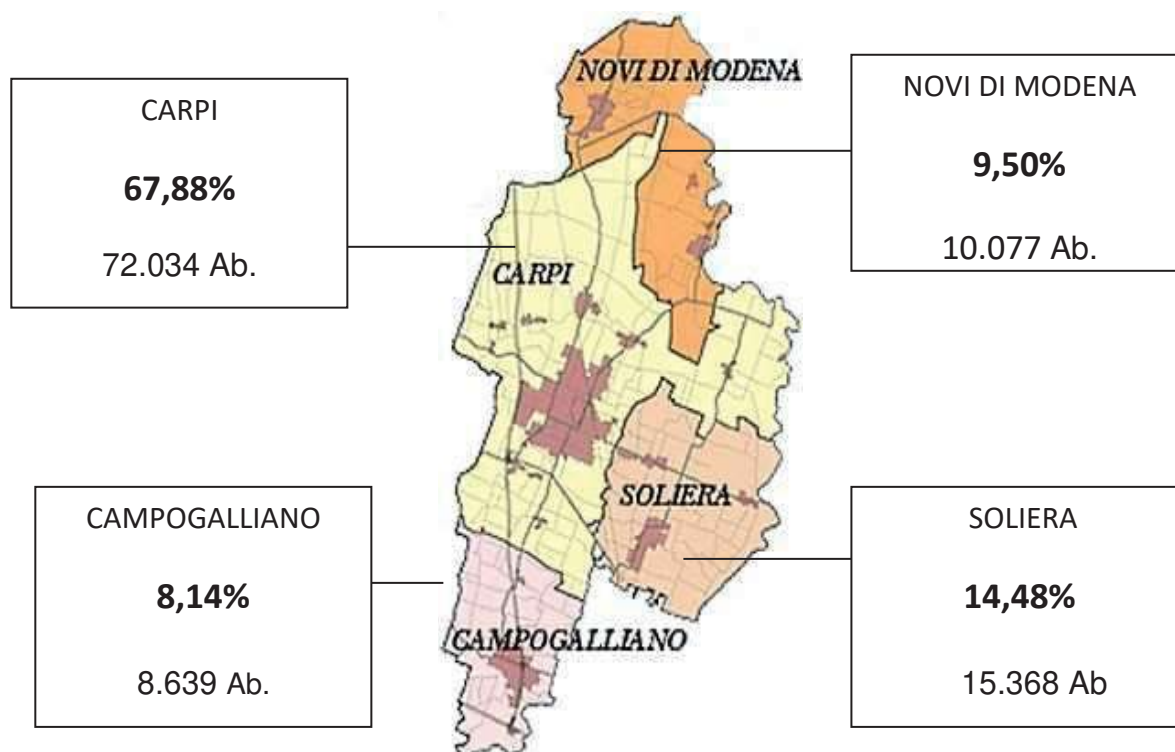 CARPI
67,88%
72.034 Ab.
NOVI DI MODENA
9,50%
10.077 Ab.
NOVI DI MODENA
CARPI
SOLIERA
CAMPOGALLIANO
CAMPOGALLIANO
8,14%
8.639 Ab.
SOLIERA
14,48%
15.368 Ab